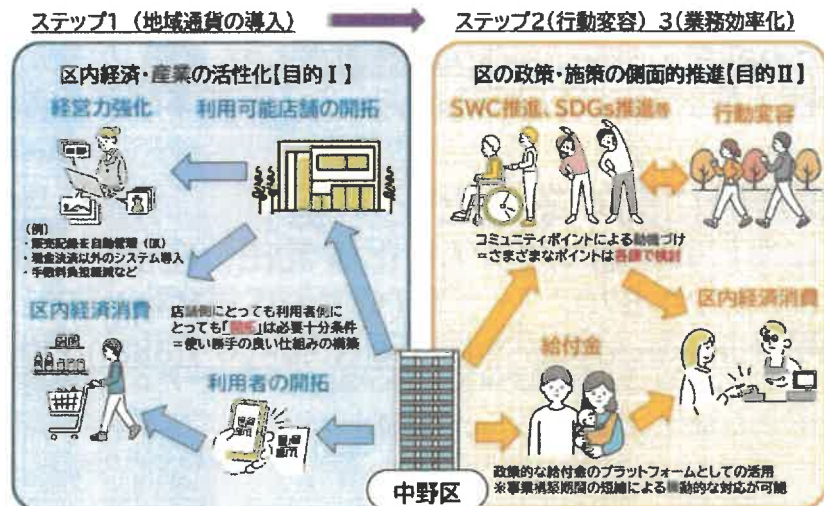 ステップ1（地域通貨の導入）
ステップ2(行動変容) 3(業務効率化)
区内経済・産業の活性化【目的Ⅰ】
経営力強化
利用可能店舗の開拓
（例）
・販売記録を自動管理（DX）
・現金決済以外のシステム導入
・手数料負担軽減など
区内経済消費
店舗側にとっても利用者側に
とっても「開拓」は必要十分条件
＝使い勝手の良い仕組みの構築
利用者の開拓
区の政策・施策の側面的推進【目的Ⅱ】
SWC推進、SDGs推進等
行動変容
コミュニティポイントによる動機づけ
＝さまざまなポイントは各課で検討
区内経済消費
給付金
政策的な給付金のプラットフォームとしての活用
※事業構築期間の短縮による機動的な対応が可能
中野区